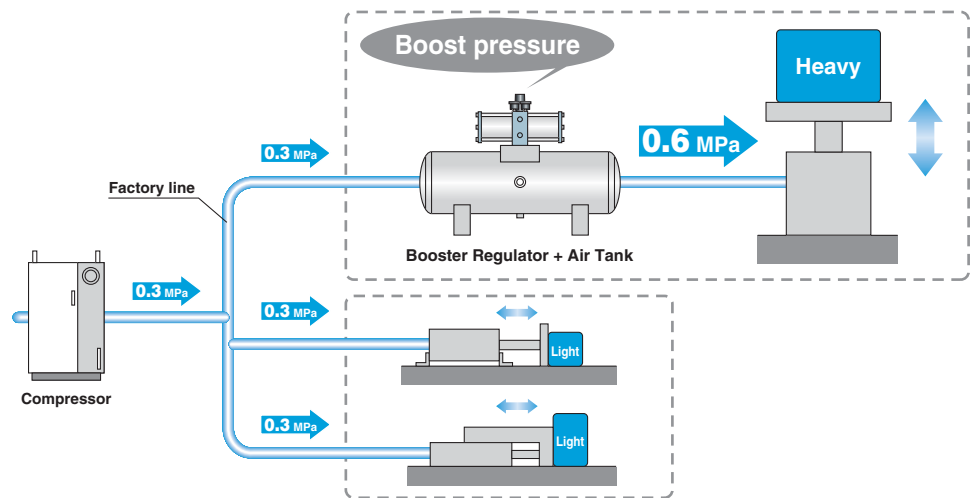 Boost pressure
Heavy
0.3 MPa
0.6 MPa
Factory line
Booster Regulator + Air Tank
0.3 MPa
0.3 MPa
Light
Compressor
0.3 MPa
Light